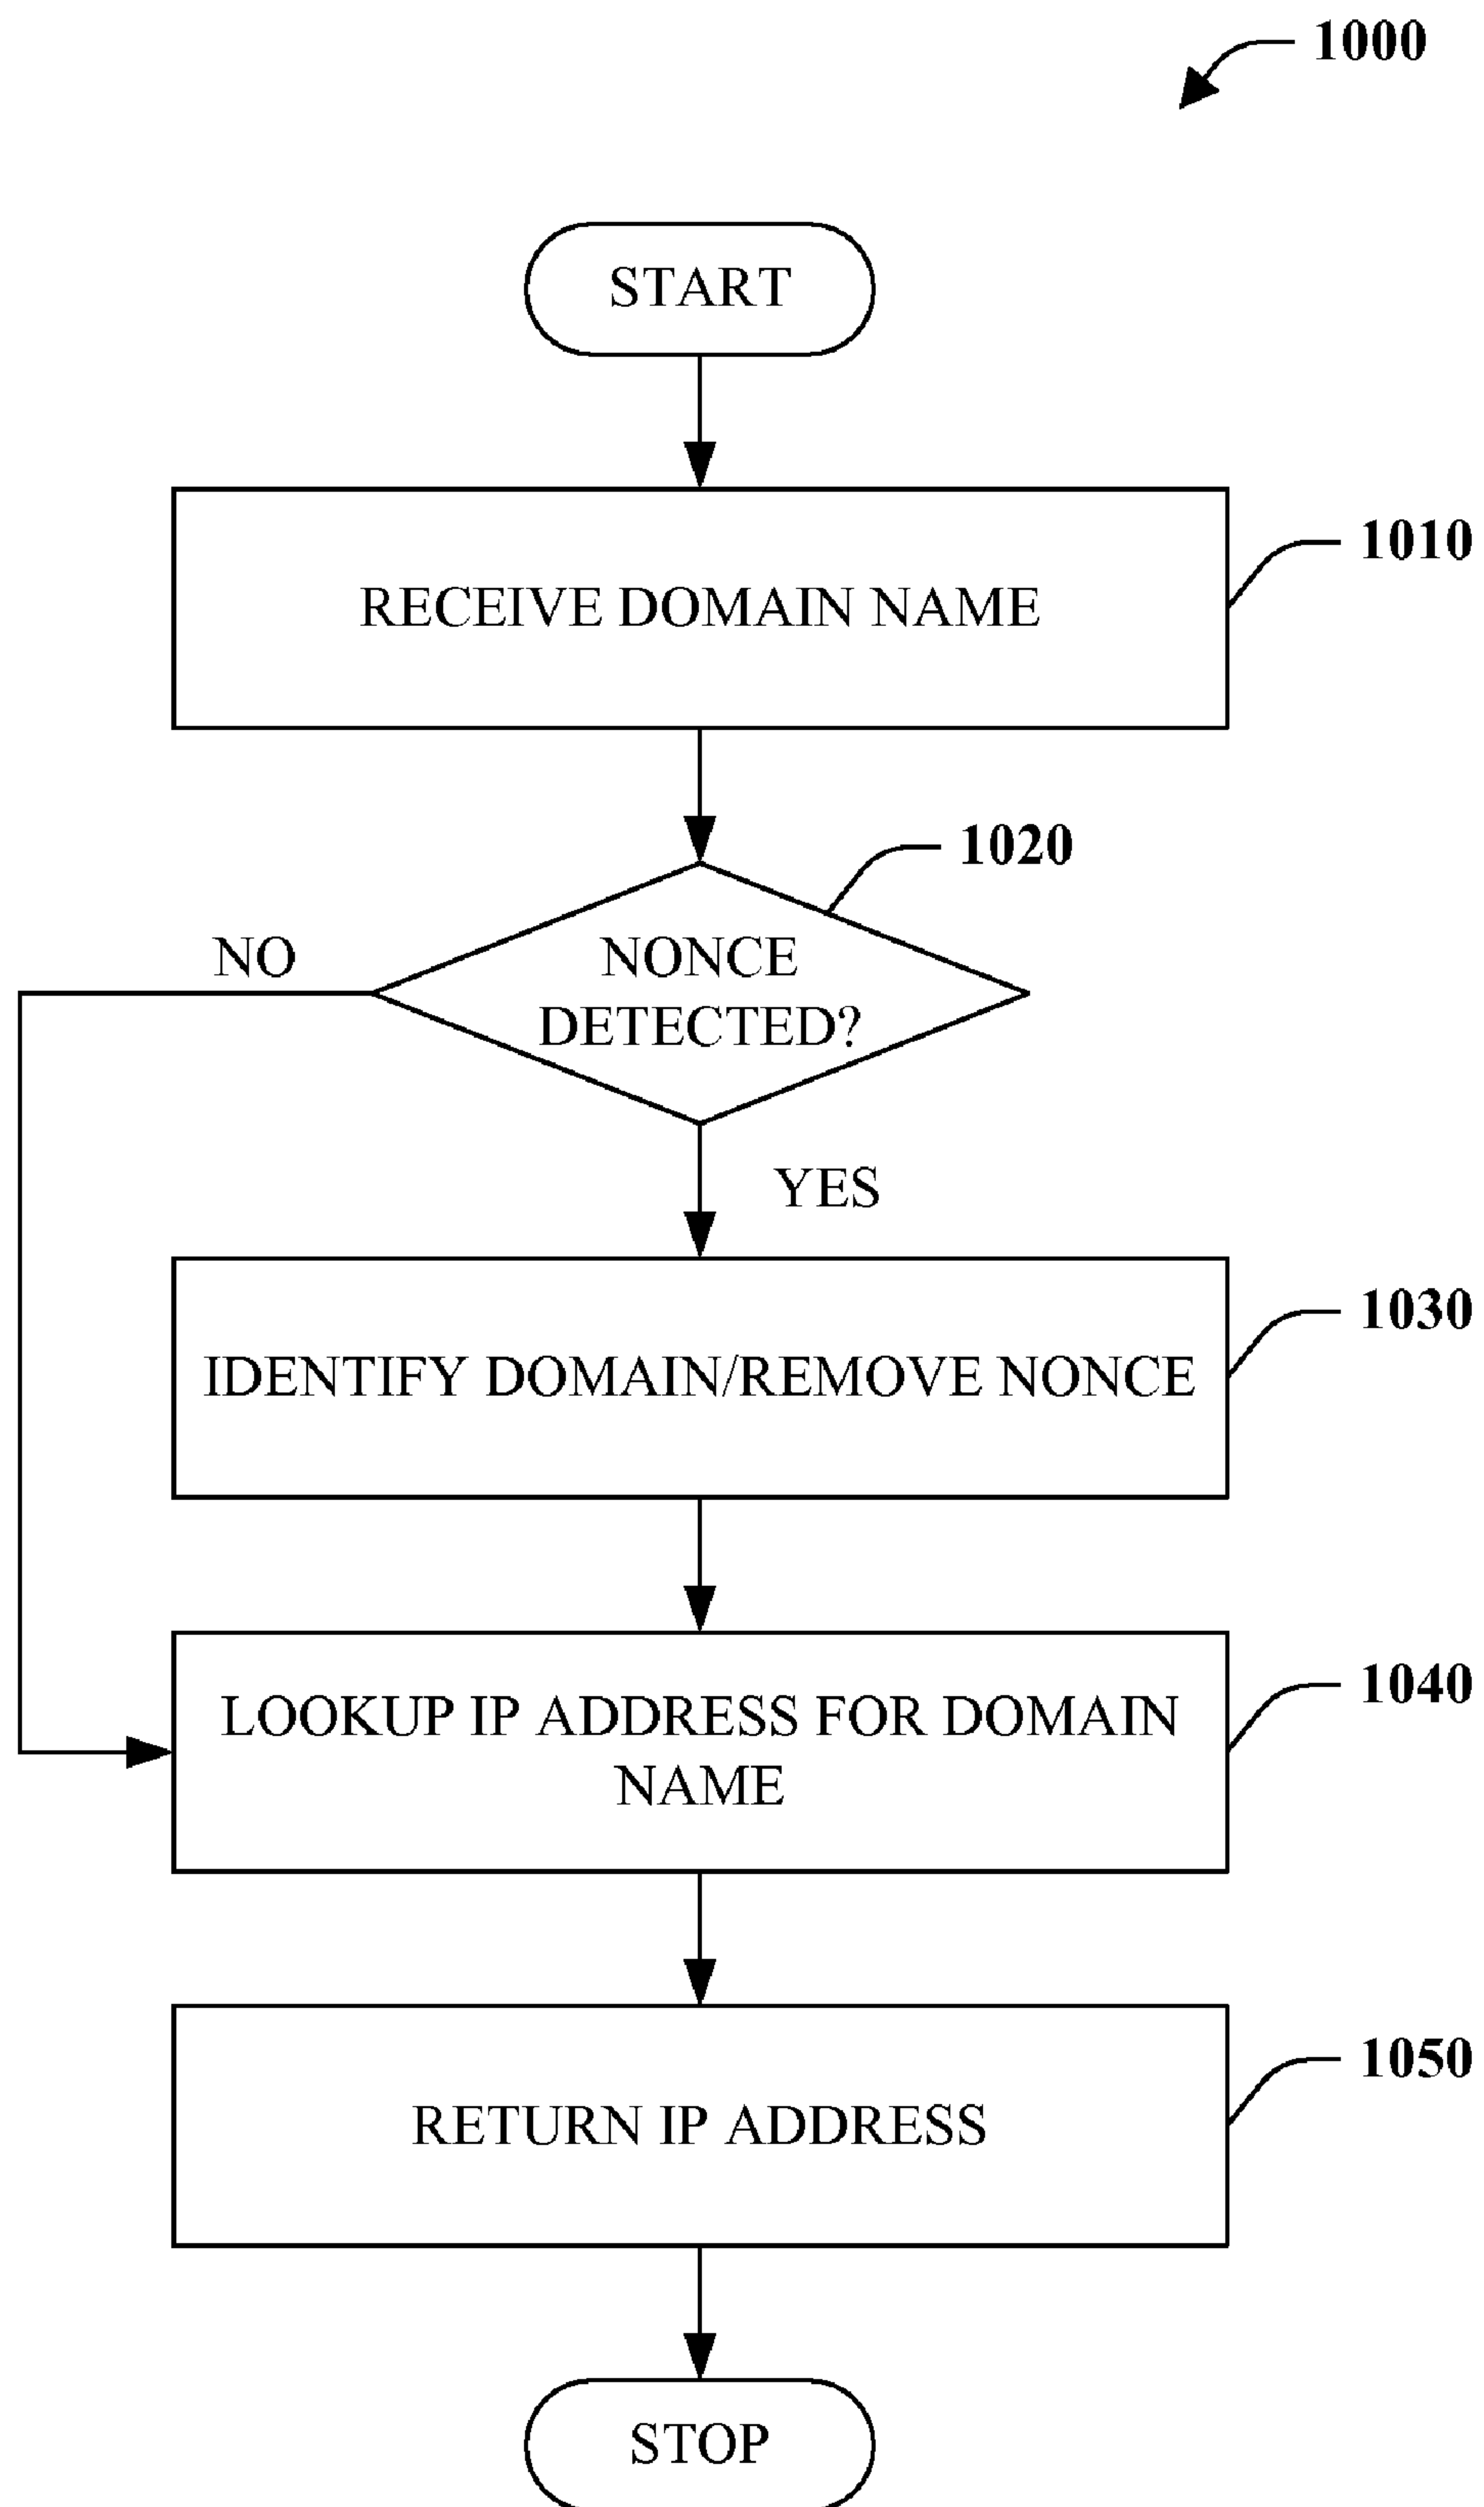 1000
START
RECEIVE DOMAIN NAME
1010
1020
NO
NONCE
DETECTED?
YES
IDENTIFY DOMAIN/REMOVE NONCE
1030
LOOKUP IP ADDRESS FOR DOMAIN
NAME
1040
RETURN IP ADDRESS
1050
STOP